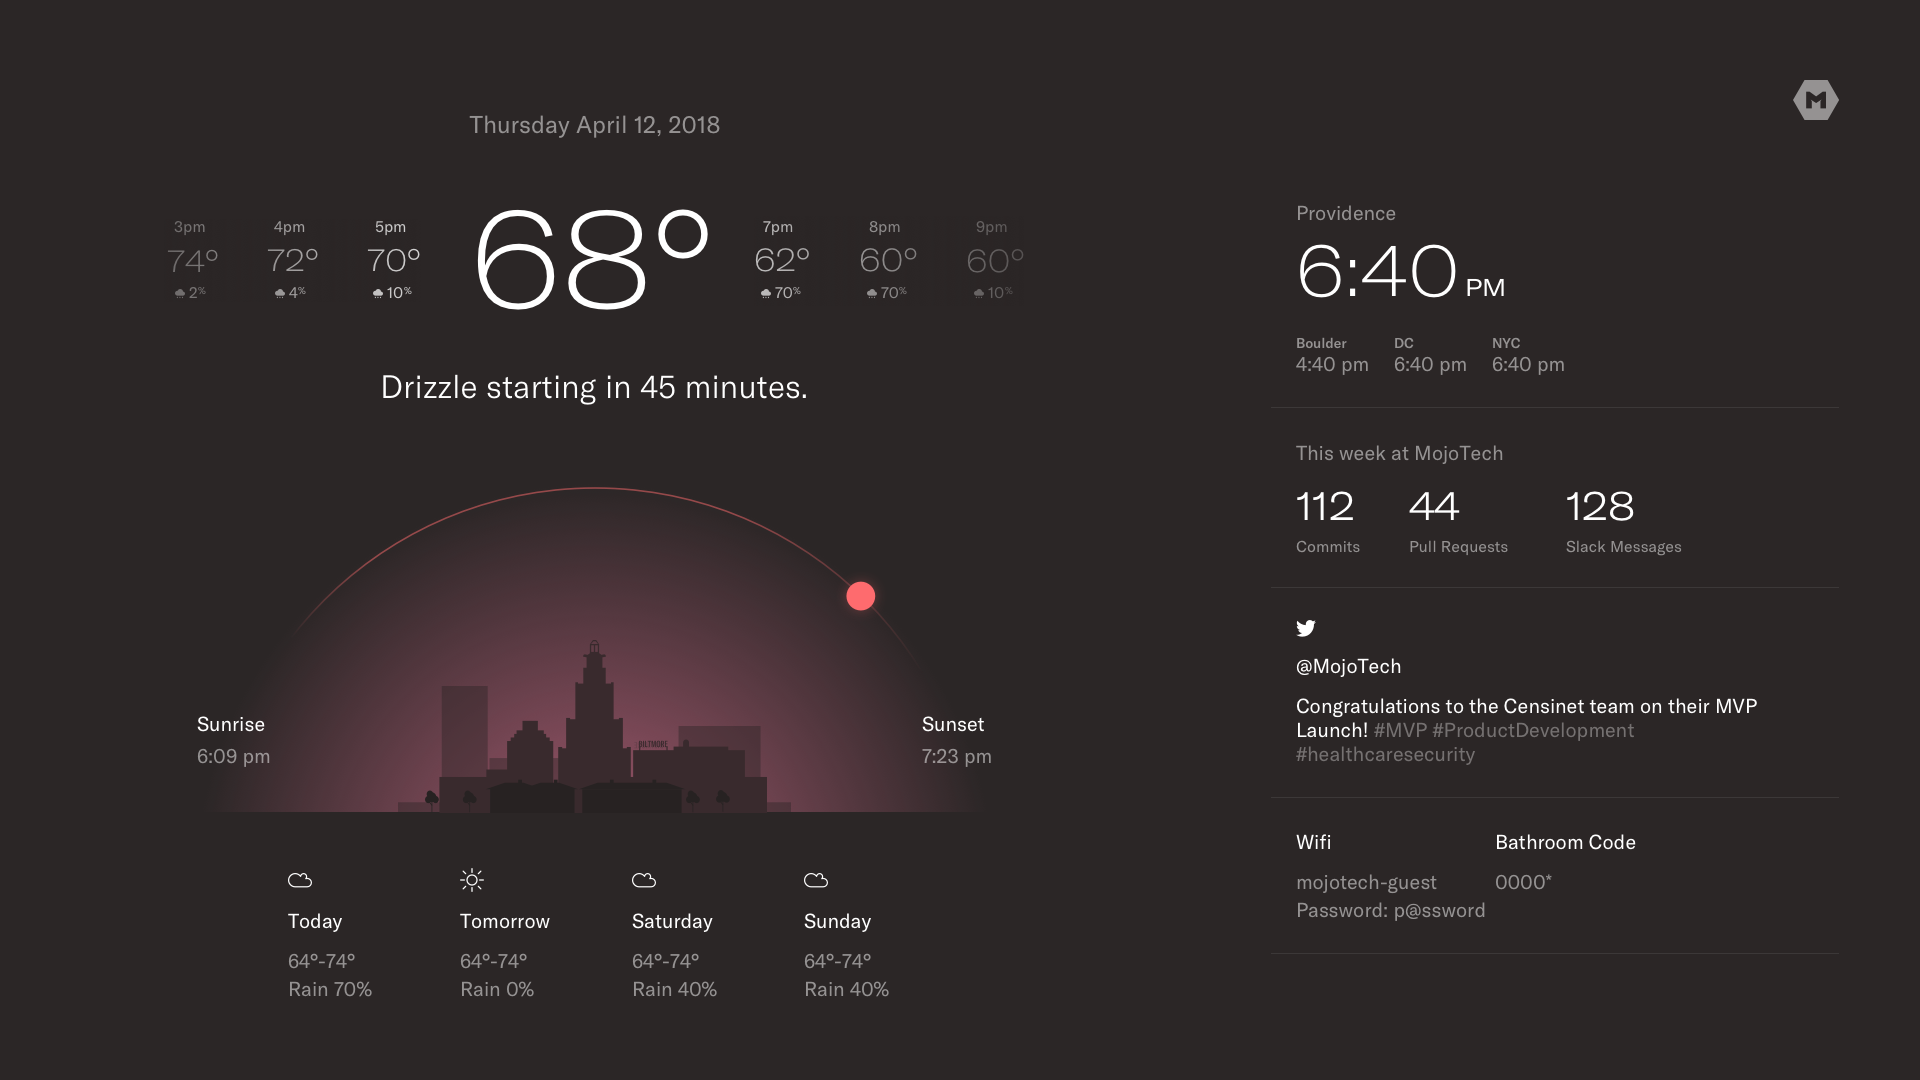 Thursday April 12, 2018
M
3pm 4pm 5pm 68° 7pm 8pm 9pm
74° 72° 70° 62° 60° 60°
2% 4% 10% 70% 70% 10%
Drizzle starting in 45 minutes.
BILTMORE
Sunrise
6:09 pm
Sunset
7:23 pm
Today Tomorrow Saturday Sunday
64°-74° 64°-74° 64°-74° 64°-74°
Rain 70% Rain 0% Rain 40% Rain 40%
Providence
6:40 PM
Boulder DC NYC
4:40 pm 6:40 pm 6:40 pm
This week at MojoTech
112 44 128
Commits Pull Requests Slack Messages
@MojoTech
Congratulations to the Censinet team on their MVP
Launch! #MVP #ProductDevelopment
#healthcaresecurity
Wifi Bathroom Code
mojotech-guest 0000*
Password: p@ssword